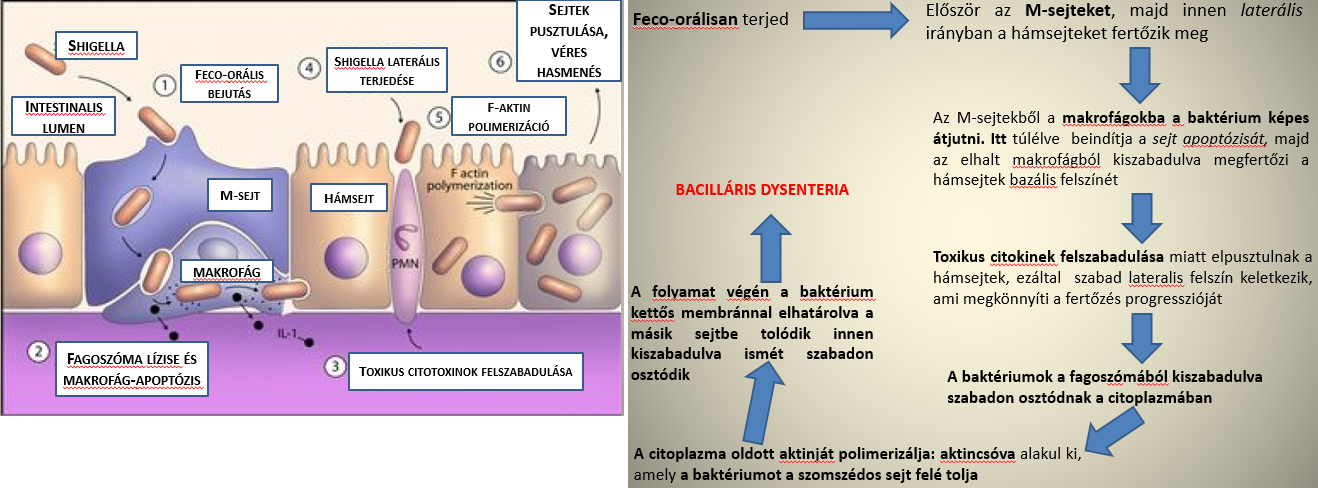 SHIGELLA
1
FECO-ORÁLIS
BEJUTÁS
INTESTINALIS
LUMEN
4
SHIGELLA LATERÁLIS
TERJEDÉSE
5
F-AKTIN
POLIMERIZÁCIÓ
6
SEJTEK
PUSZTULÁSA,
VÉRES
HASMENÉS
M-SEJT
HÁMSEJT
F actin
polymerization
PMN
MAKROFÁG
IL-1
2
FAGOSZÓMA LÍZISE ÉS
MAKROFÁG-APOPTÓZIS
3
TOXIKUS CITOTOXINOK FELSZABADULÁSA
Feco-orálisan terjed
Először az M-sejteket, majd innen laterális
irányban a hámsejteket fertőzik meg
Az M-sejtekből a makrofágokba a baktérium képes
átjutni. Itt túlélve beindítja a sejt apoptózisát, majd
az elhalt makrofágból kiszabadulva megfertőzi a
hámsejtek bazális felszínét
Toxikus citokinek felszabadulása miatt elpusztulnak a
hámsejtek, ezáltal szabad lateralis felszín keletkezik,
ami megkönnyíti a fertőzés progresszióját
A baktériumok a fagoszómából kiszabadulva
szabadon osztódnak a citoplazmában
A citoplazma oldott aktinját polimerizálja: aktincsóva alakul ki,
amely a baktériumot a szomszédos sejt felé tolja
A folyamat végén a baktérium
kettős membránnal elhatárolva a
másik sejtbe tolódik innen
kiszabadulva ismét szabadon
osztódik
BACILLÁRIS DYSENTERIA